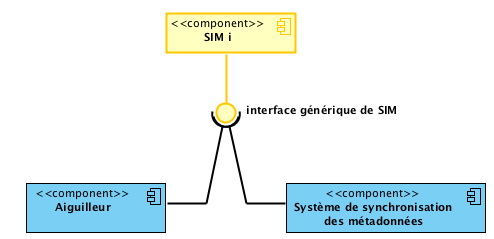 <<component>>
SIM i
interface générique de SIM
<<component>>
Aiguilleur
<<component>>
Système de synchronisation
des métadonnées